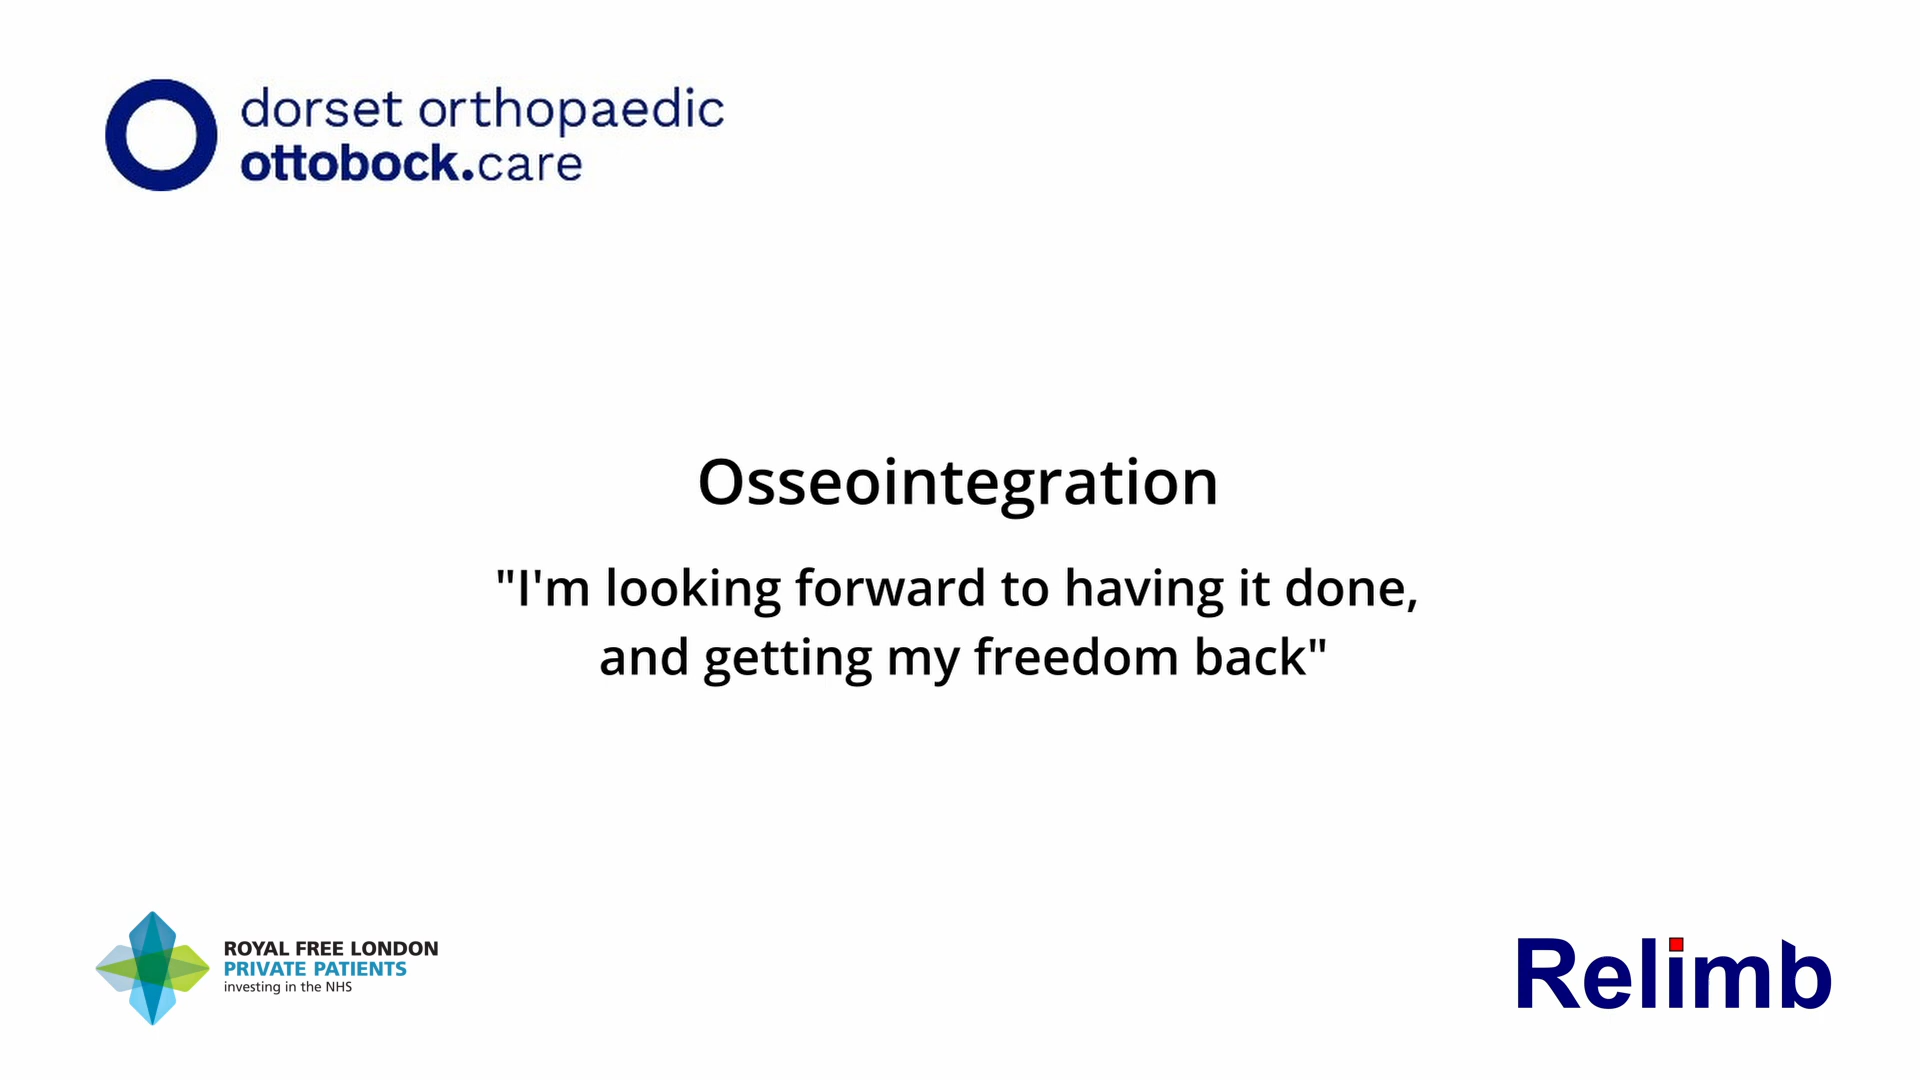 dorset orthopaedic
ottobock.care
Osseointegration
"I'm looking forward to having it done,
and getting my freedom back"
ROYAL FREE LONDON
PRIVATE PATIENTS
investing in the NHS
Relimb